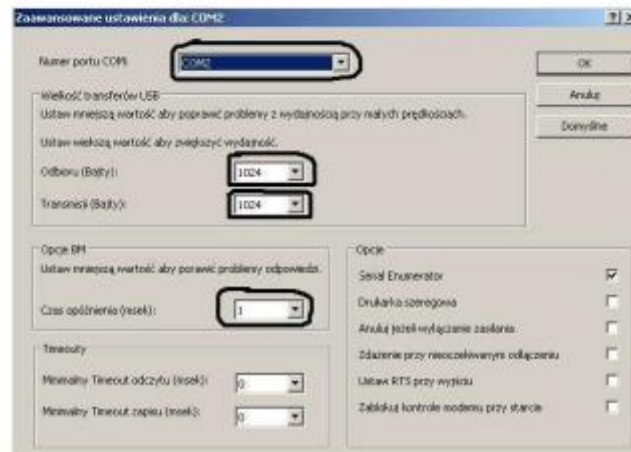 Zaawansowane ustawienia dla: COM2
Numer portu COM:
COM2
OK
Anuluj
Domyślne
Wielkość transferów USB
Ustaw mniejszą wartość aby poprawić problemy z wydajnością przy małych prędkościach.
Ustaw większą wartość aby zwiększyć wydajność.
Odbioru (Bajty):
1024
Transmisji (Bajty):
1024
Opcje BM
Ustaw mniejszą wartość aby poprawić problemy odpowiedzi.
Czas opóźnienia (msek):
1
Timeouty
Minimalny Timeout odczytu (msek):
0
Minimalny Timeout zapisu (msek):
0
Opcje
Serial Enumerator
Drukarka szeregowa
Anuluj jeżeli wyłączanie zasilania
Zdarzenie przy nieoczekiwanym odłączeniu
Ustaw RTS przy wyjściu
Zablokuj kontrole modemu przy starcie